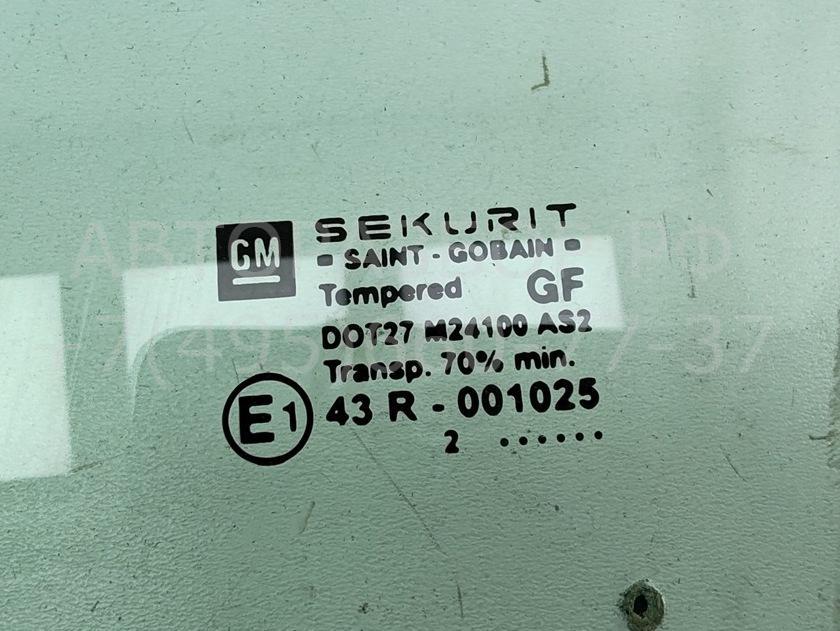 GM
SEKURIT
SAINT - GOBAIN
Tempered GF
DOT27 M24100 AS2
Transp. 70% min.
E1 43 R - 001025
2 ......